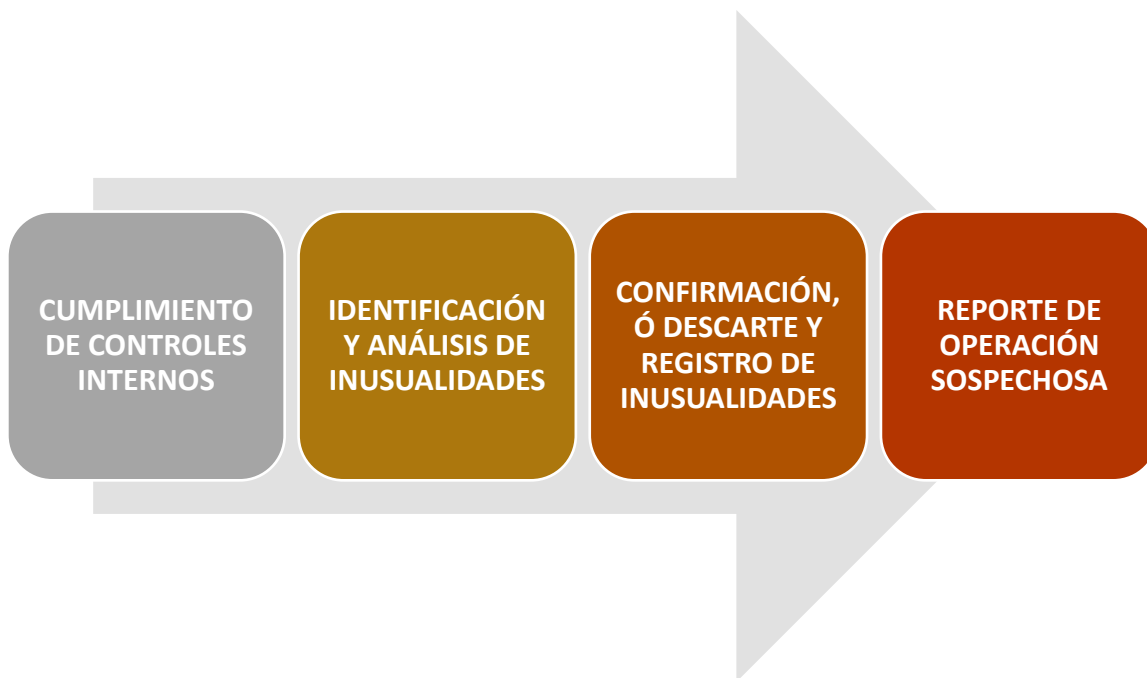 CUMPLIMIENTO
DE CONTROLES
INTERNOS
IDENTIFICACIÓN
Y ANÁLISIS DE
INUSUALIDADES
CONFIRMACIÓN,
Ó DESCARTE Y
REGISTRO DE
INUSUALIDADES
REPORTE DE
OPERACIÓN
SOSPECHOSA